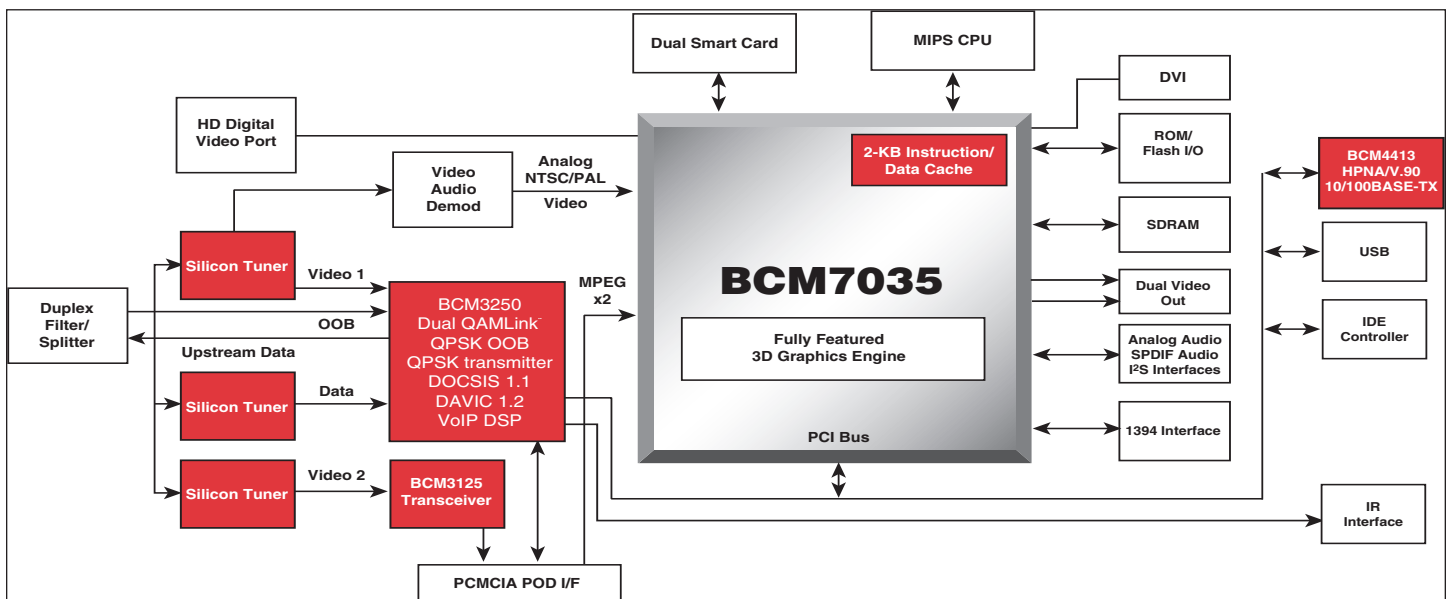 Dual Smart Card
MIPS CPU
DVI
HD Digital
Video Port
ROM/
Flash I/O
2-KB Instruction/
Data Cache
BCM4413
HPNA/V.90
10/100BASE-TX
Video
Audio
Demod
Analog
NTSC/PAL
Video
SDRAM
USB
Silicon Tuner
Video 1
MPEG
x2
BCM7035
Dual Video
Out
Duplex
Filter/
Splitter
OOB
Upstream Data
BCM3250
Dual QAMLink
QPSK OOB
QPSK transmitter
DOCSIS 1.1
DAVIC 1.2
VoIP DSP
Fully Featured
3D Graphics Engine
IDE
Controller
Analog Audio
SPDIF Audio
I²S Interfaces
Silicon Tuner
Data
PCI Bus
1394 Interface
Silicon Tuner
Video 2
BCM3125
Transceiver
IR
Interface
PCMCIA POD I/F